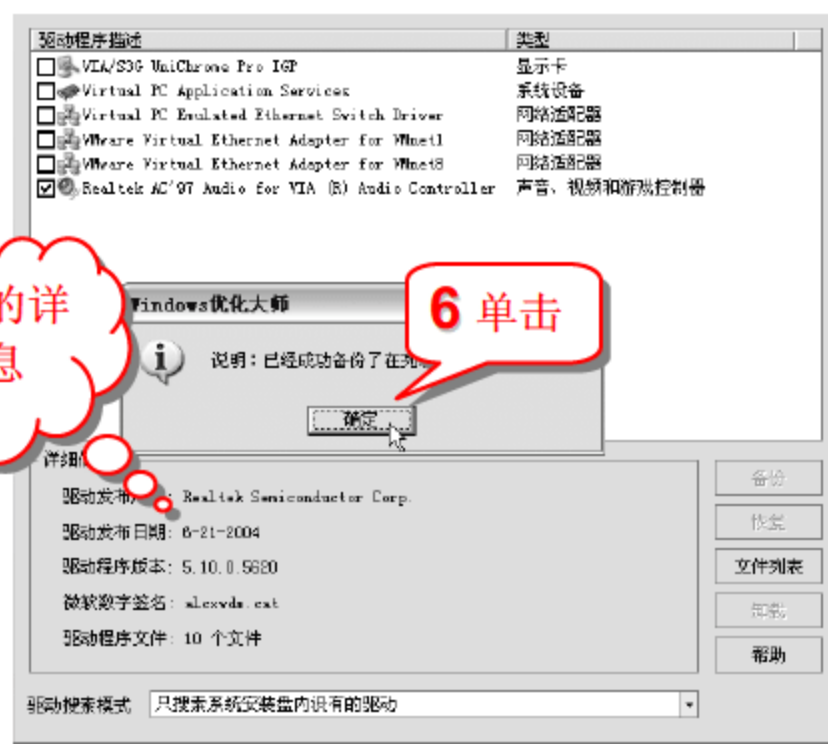 驱动程序描述 类型
VIA/S3G UniChrome Pro IGP 显示卡
Virtual PC Application Services 系统设备
Virtual PC Emulated Ethernet Switch Driver 网络适配器
VMware Virtual Ethernet Adapter for VMnet1 网络适配器
VMware Virtual Ethernet Adapter for VMnet8 网络适配器
Realtek AC'97 Audio for VIA (R) Audio Controller 声音、视频和游戏控制器
的详
息
Windows优化大师
6 单击
说明：已经成功备份了在列
确定
详细
备份
驱动发布 : Realtek Semiconductor Corp.
恢复
驱动发布日期: 6-21-2004
驱动程序版本: 5.10.0.5620
文件列表
微软数字签名: alcxwdm.cat
卸载
驱动程序文件: 10 个文件
帮助
驱动搜索模式 只搜索系统安装盘内没有的驱动